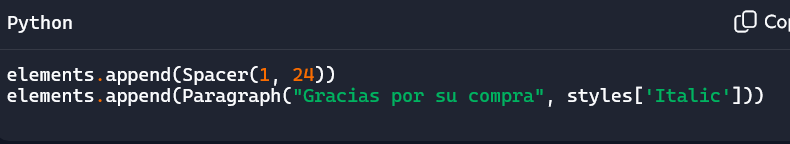 Python
Cop
elements.append(Spacer(1, 24))
elements.append(Paragraph("Gracias por su compra", styles['Italic']))